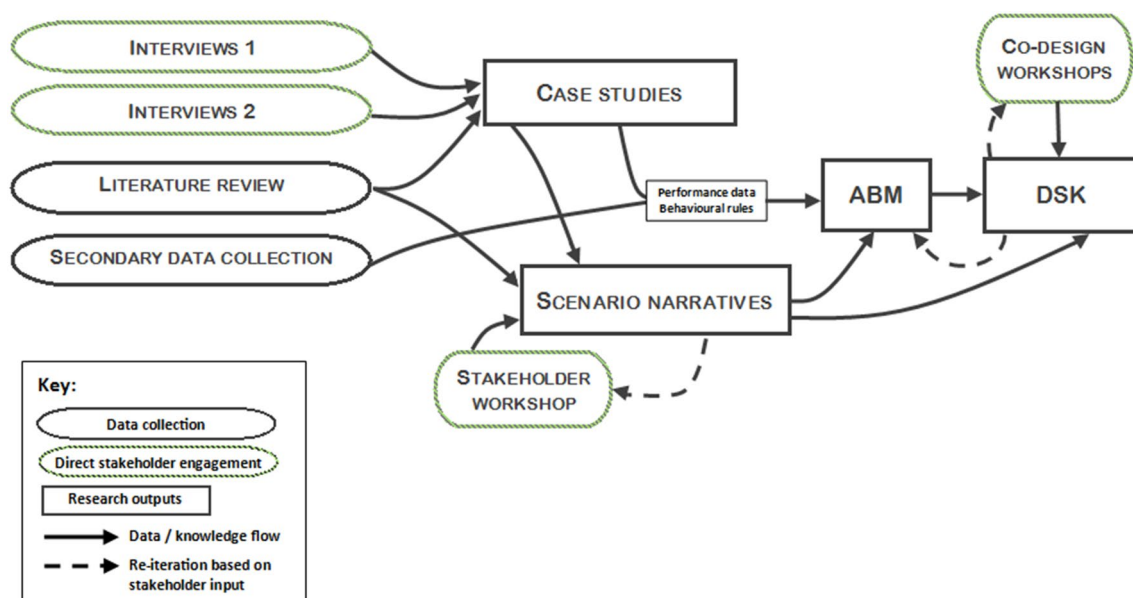 INTERVIEWS 1
INTERVIEWS 2
LITERATURE REVIEW
SECONDARY DATA COLLECTION
CASE STUDIES
Performance data
Behavioural rules
SCENARIO NARRATIVES
STAKEHOLDER
WORKSHOP
ABM
CO-DESIGN
WORKSHOPS
DSK
Key:
Data collection
Direct stakeholder engagement
Research outputs
Data / knowledge flow
Re-iteration based on
stakeholder input